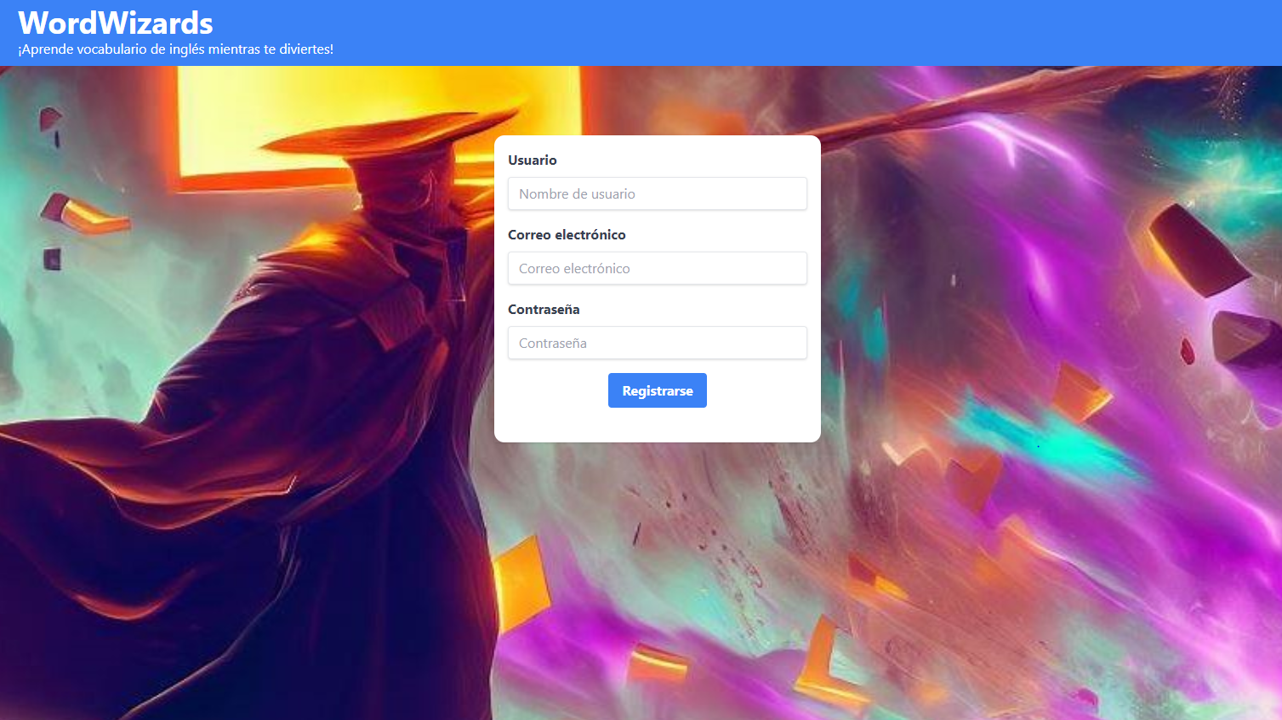 WordWizards
¡Aprende vocabulario de inglés mientras te diviertes!
Usuario
Nombre de usuario
Correo electrónico
Correo electrónico
Contraseña
Contraseña
Registrarse